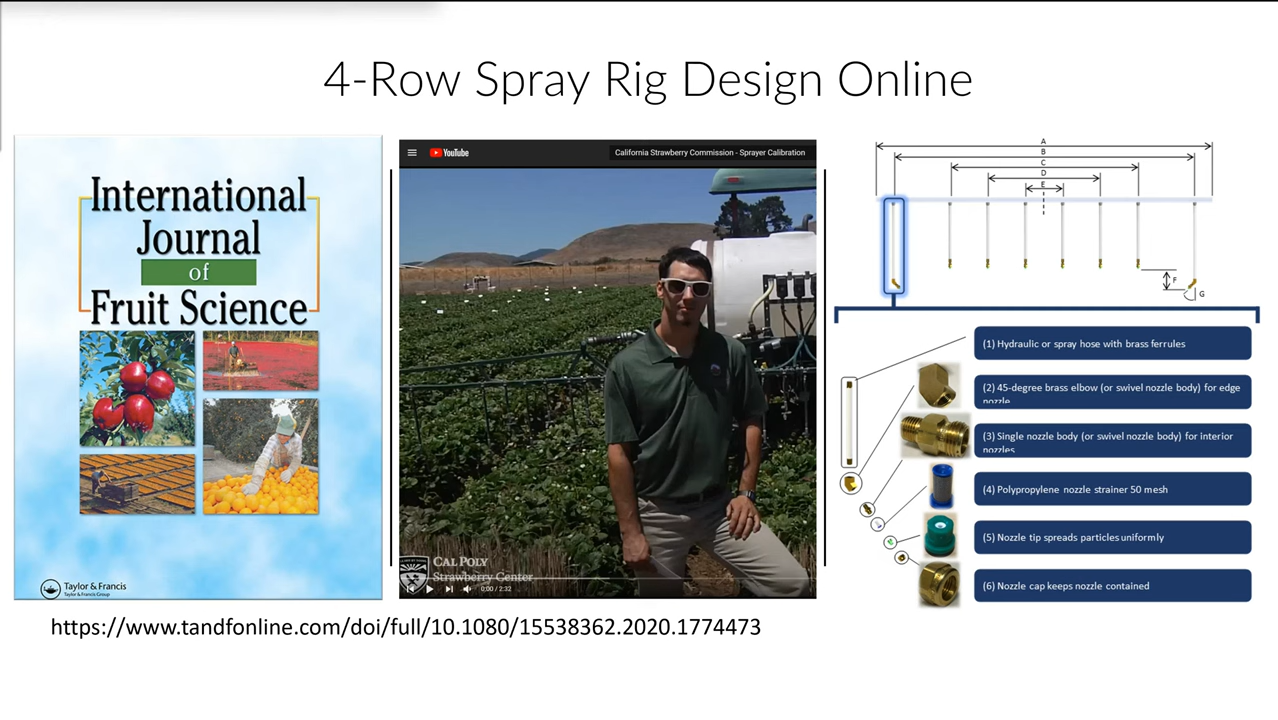 4-Row Spray Rig Design Online
International
Journal
of
Fruit Science
Taylor & Francis
Taylor & Francis Group
YouTube
California Strawberry Commission - Sprayer Calibration
CAL POLY
Strawberry Center
0:00 / 2:32
A
B
C
D
E
F
G
(1) Hydraulic or spray hose with brass ferrules
(2) 45-degree brass elbow (or swivel nozzle body) for edge
nozzle
(3) Single nozzle body (or swivel nozzle body) for interior
nozzles
(4) Polypropylene nozzle strainer 50 mesh
(5) Nozzle tip spreads particles uniformly
(6) Nozzle cap keeps nozzle contained
https://www.tandfonline.com/doi/full/10.1080/15538362.2020.1774473